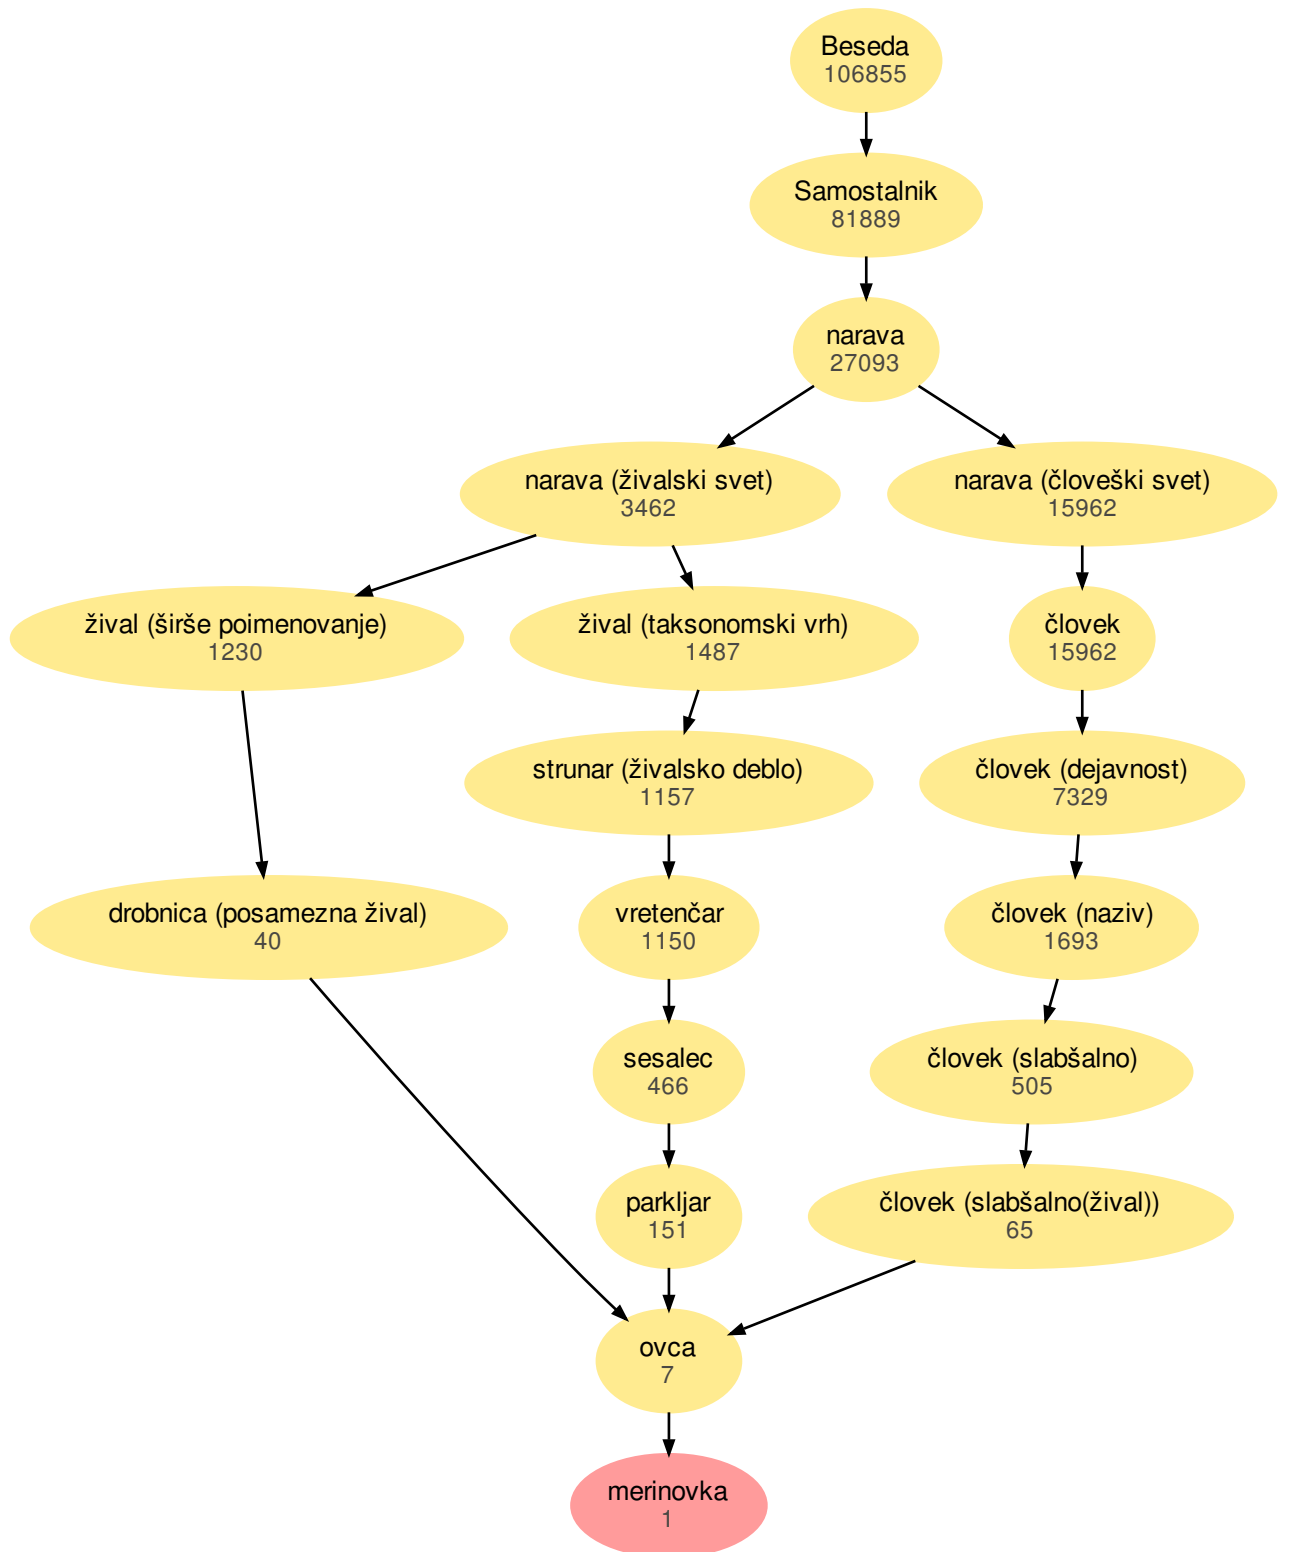 Beseda
106855
Samostalnik
81889
narava
27093
narava (živalski svet)
3462
narava (človeški svet)
15962
žival (širše poimenovanje)
1230
žival (taksonomski vrh)
1487
človek
15962
strunar (živalsko deblo)
1157
človek (dejavnost)
7329
drobnica (posamezna žival)
40
vretenčar
1150
človek (naziv)
1693
sesalec
466
človek (slabšalno)
505
parkljar
151
človek (slabšalno(žival))
65
ovca
7
merinovka
1